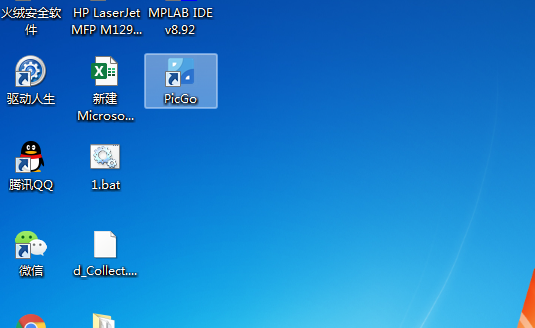 火绒安全软
件
HP LaserJet
MFP M129...
MPLAB IDE
v8.92
驱动人生
新建
Microso...
PicGo
腾讯QQ
1.bat
微信
d_Collect....